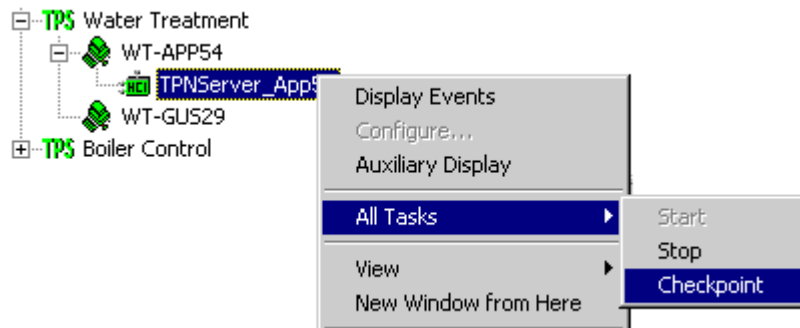 TPS Water Treatment
WT-APP54
HCI TPNServer_App5
WT-GUS29
TPS Boiler Control
Display Events
Configure...
Auxiliary Display
All Tasks
View
New Window from Here
Start
Stop
Checkpoint